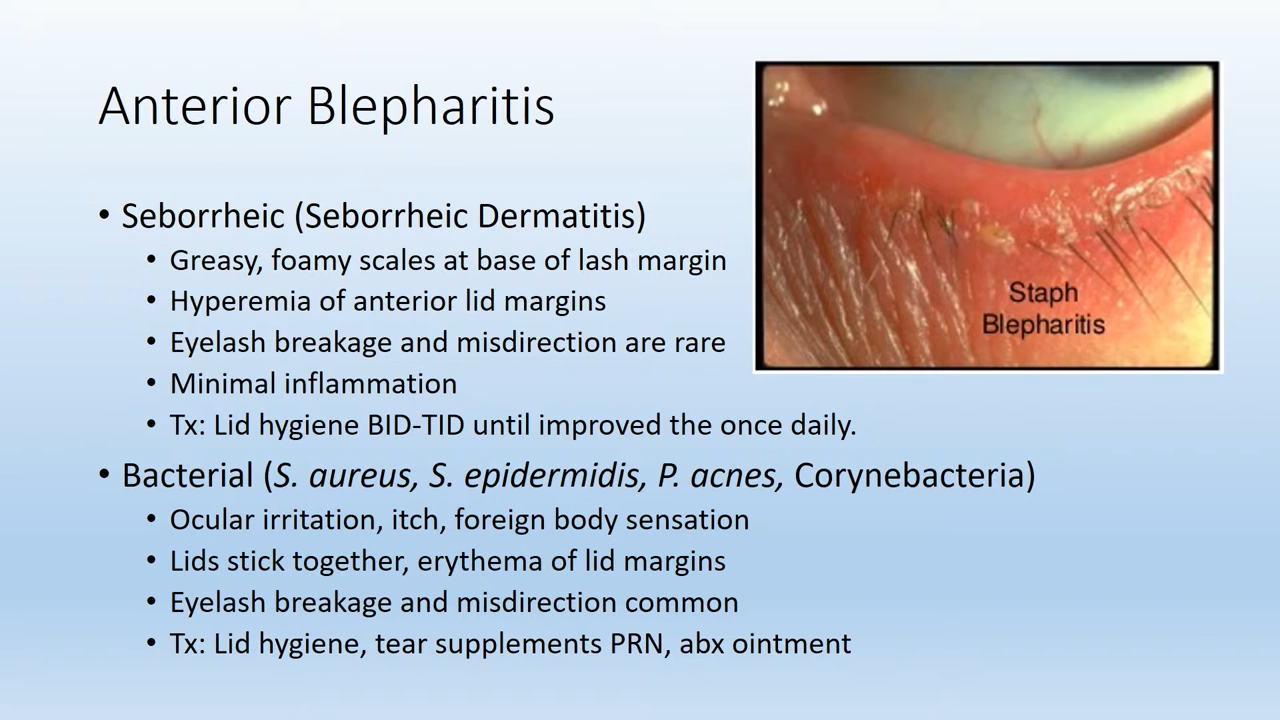 Anterior Blepharitis
• Seborrheic (Seborrheic Dermatitis)
• Greasy, foamy scales at base of lash margin
• Hyperemia of anterior lid margins
• Eyelash breakage and misdirection are rare
• Minimal inflammation
• Tx: Lid hygiene BID-TID until improved the once daily.
• Bacterial (S. aureus, S. epidermidis, P. acnes, Corynebacteria)
• Ocular irritation, itch, foreign body sensation
• Lids stick together, erythema of lid margins
• Eyelash breakage and misdirection common
• Tx: Lid hygiene, tear supplements PRN, abx ointment
Staph
Blepharitis